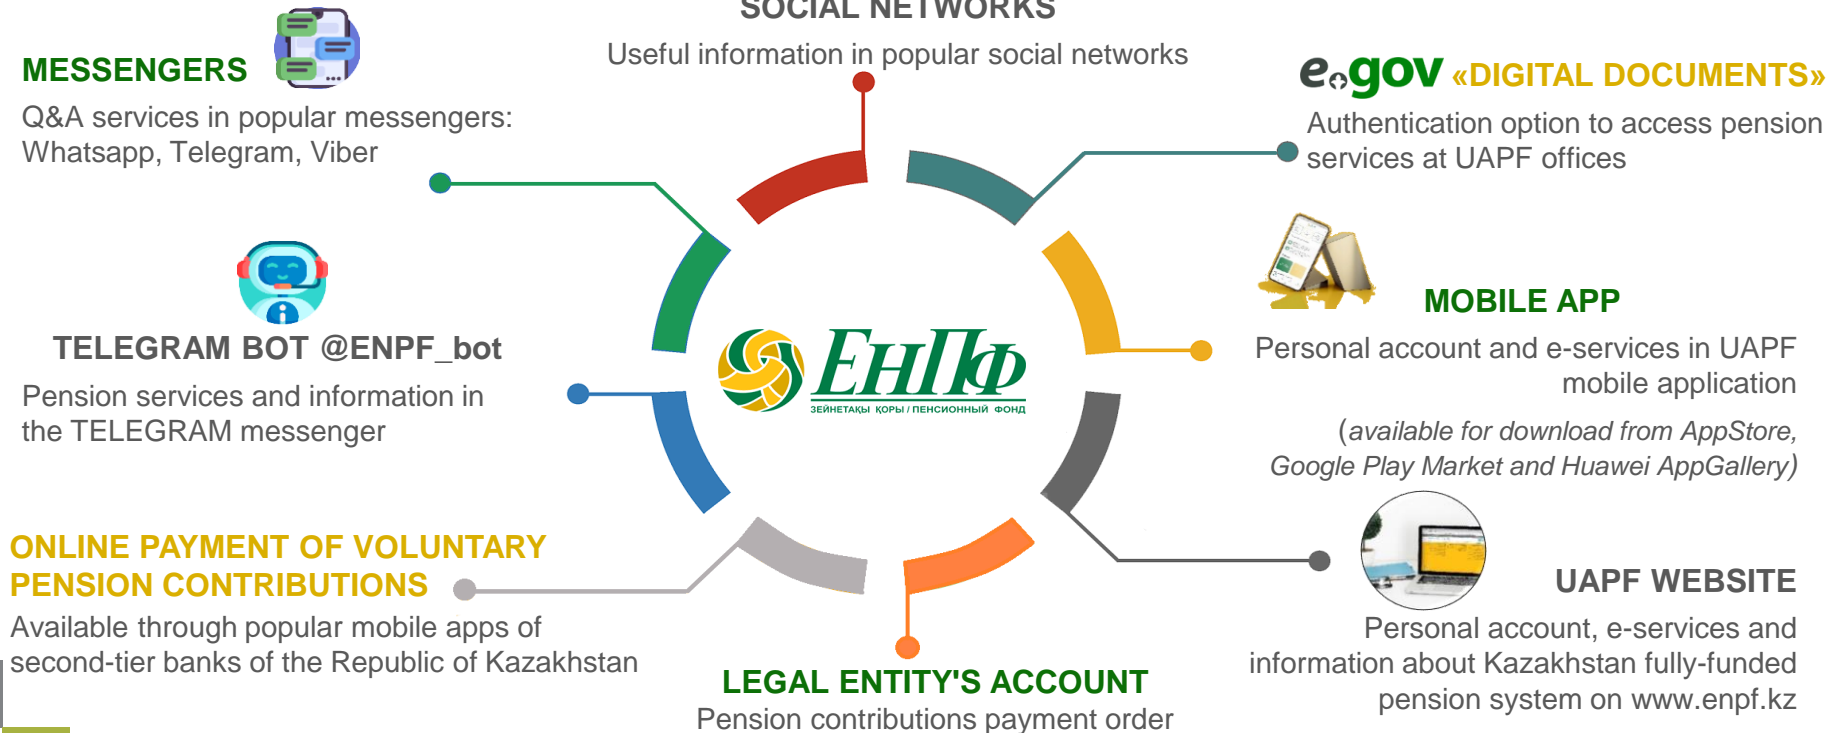 SOCIAL NETWORKS
Useful information in popular social networks
MESSENGERS
Q&A services in popular messengers:
Whatsapp, Telegram, Viber
e.gov «DIGITAL DOCUMENTS»
Authentication option to access pension
services at UAPF offices
TELEGRAM BOT @ENPF_bot
Pension services and information in
the TELEGRAM messenger
MOBILE APP
Personal account and e-services in UAPF
mobile application
(available for download from AppStore,
Google Play Market and Huawei AppGallery)
ЕНПФ
ЗЕЙНЕТАҚЫ ҚОРЫ / ПЕНСИОННЫЙ ФОНД
ONLINE PAYMENT OF VOLUNTARY
PENSION CONTRIBUTIONS
Available through popular mobile apps of
second-tier banks of the Republic of Kazakhstan
LEGAL ENTITY'S ACCOUNT
Pension contributions payment order
UAPF WEBSITE
Personal account, e-services and
information about Kazakhstan fully-funded
pension system on www.enpf.kz